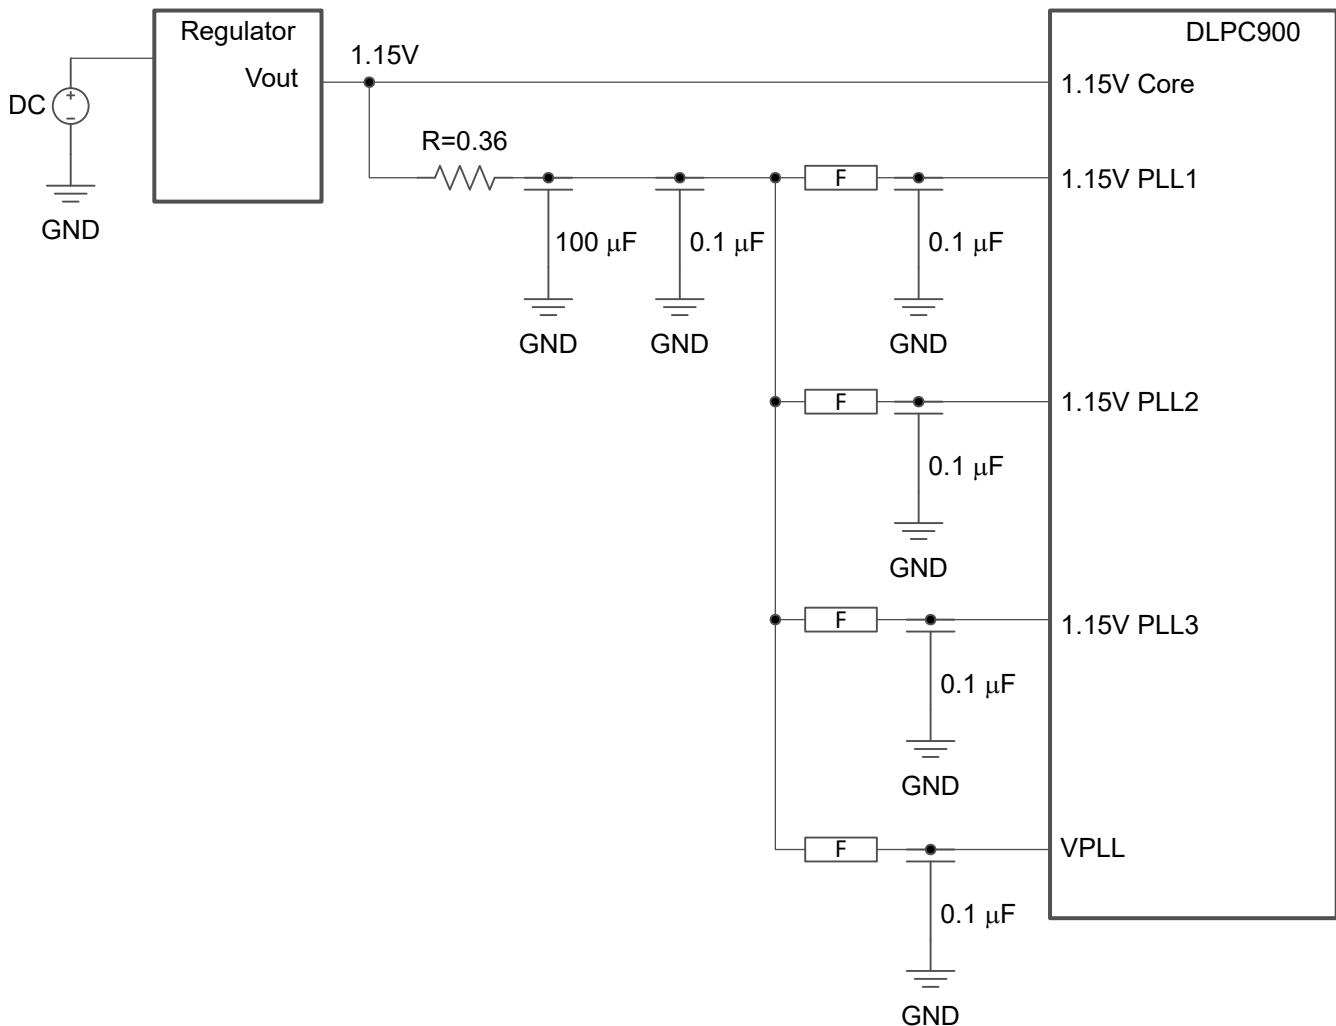 Regulator
DLPC900
1.15V
Vout
1.15V Core
DC
+
−
R=0.36
F
1.15V PLL1
GND
100 μF
0.1 μF
0.1 μF
GND
GND
GND
F
1.15V PLL2
0.1 μF
GND
F
1.15V PLL3
0.1 μF
GND
F
VPLL
0.1 μF
GND